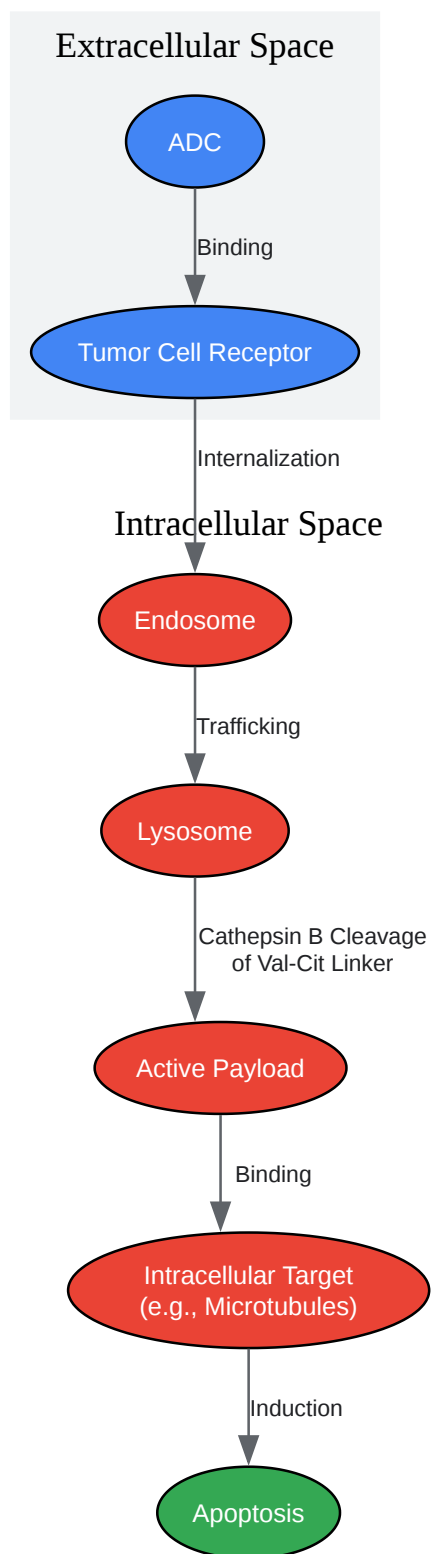 Extracellular Space
ADC
Binding
Tumor Cell Receptor
Internalization
Intracellular Space
Endosome
Trafficking
Lysosome
Cathepsin B Cleavage
of Val-Cit Linker
Active Payload
Binding
Intracellular Target
(e.g., Microtubules)
Induction
Apoptosis